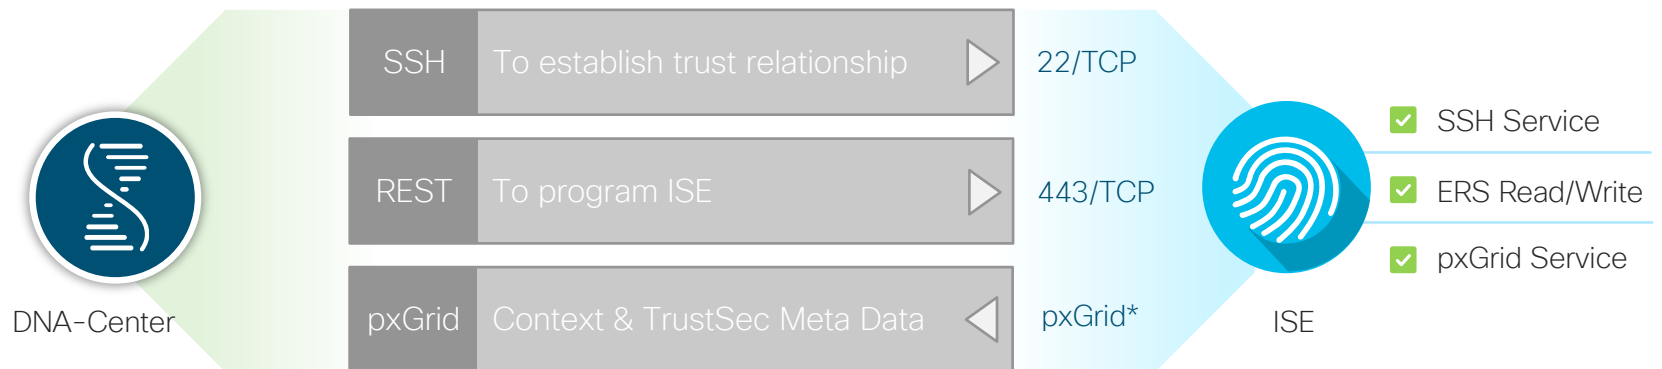 SSH To establish trust relationship 22/TCP
SSH Service
REST To program ISE 443/TCP
ERS Read/Write
pxGrid Context & TrustSec Meta Data pxGrid*
pxGrid Service
DNA-Center
ISE